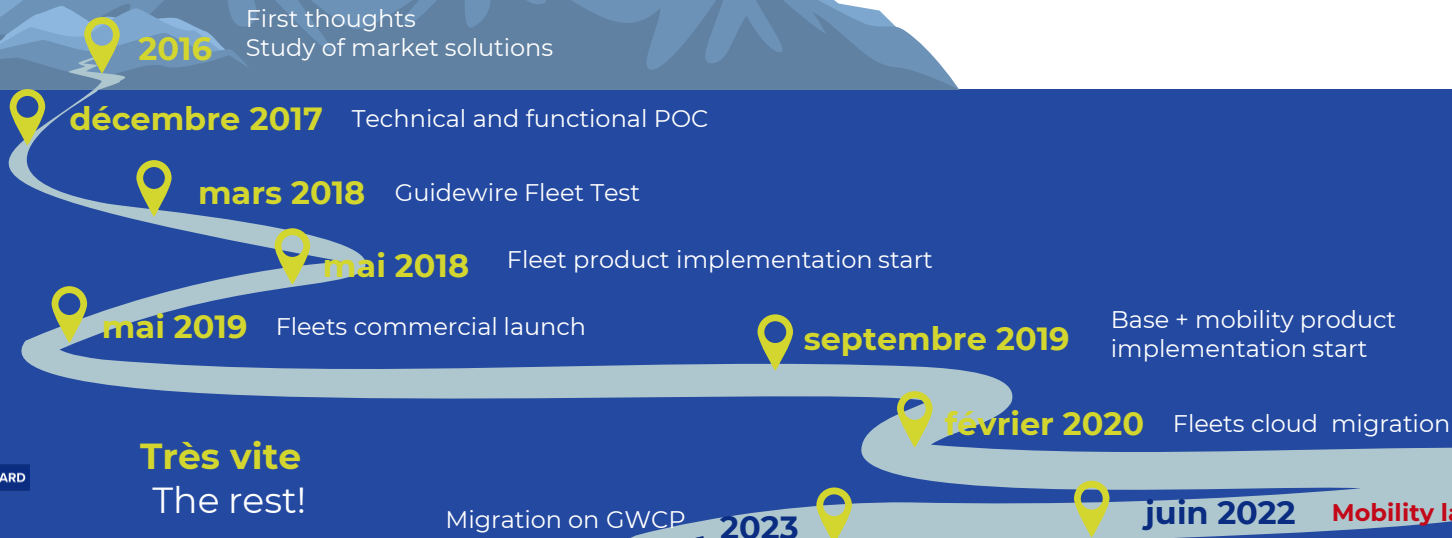 First thoughts
2016 Study of market solutions
décembre 2017 Technical and functional POC
mars 2018 Guidewire Fleet Test
mai 2018 Fleet product implementation start
mai 2019 Fleets commercial launch
septembre 2019 Base + mobility product
implementation start
février 2020 Fleets cloud migration
Très vite
The rest!
ARD
Migration on GWCP 2023
juin 2022 Mobility